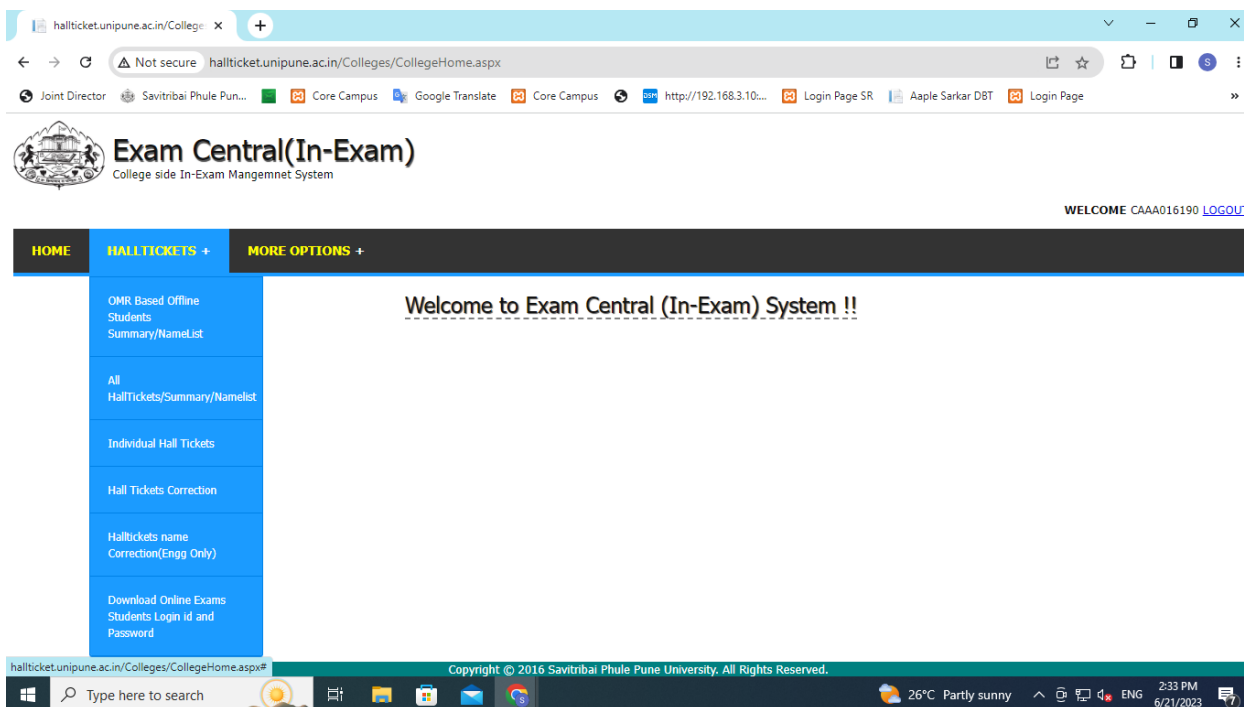 hallticket.unipune.ac.in/College
Not secure hallticket.unipune.ac.in/Colleges/CollegeHome.aspx
S
Joint Director Savitribai Phule Pun... Core Campus Google Translate Core Campus DSM http://192.168.3.10:... Login Page SR Aaple Sarkar DBT Login Page »
Exam Central(In-Exam)
College side In-Exam Mangemnet System
WELCOME CAAA016190 LOGOUT
HOME HALLTICKETS + MORE OPTIONS +
Welcome to Exam Central (In-Exam) System !!
OMR Based Offline
Students
Summary/NameList
All
HallTickets/Summary/Namelist
Individual Hall Tickets
Hall Tickets Correction
Halltickets name
Correction(Engg Only)
Download Online Exams
Students Login id and
Password
hallticket.unipune.ac.in/Colleges/CollegeHome.aspx#
Copyright © 2016 Savitribai Phule Pune University. All Rights Reserved.
Type here to search
26°C Partly sunny ENG 2:33 PM
6/21/2023 7